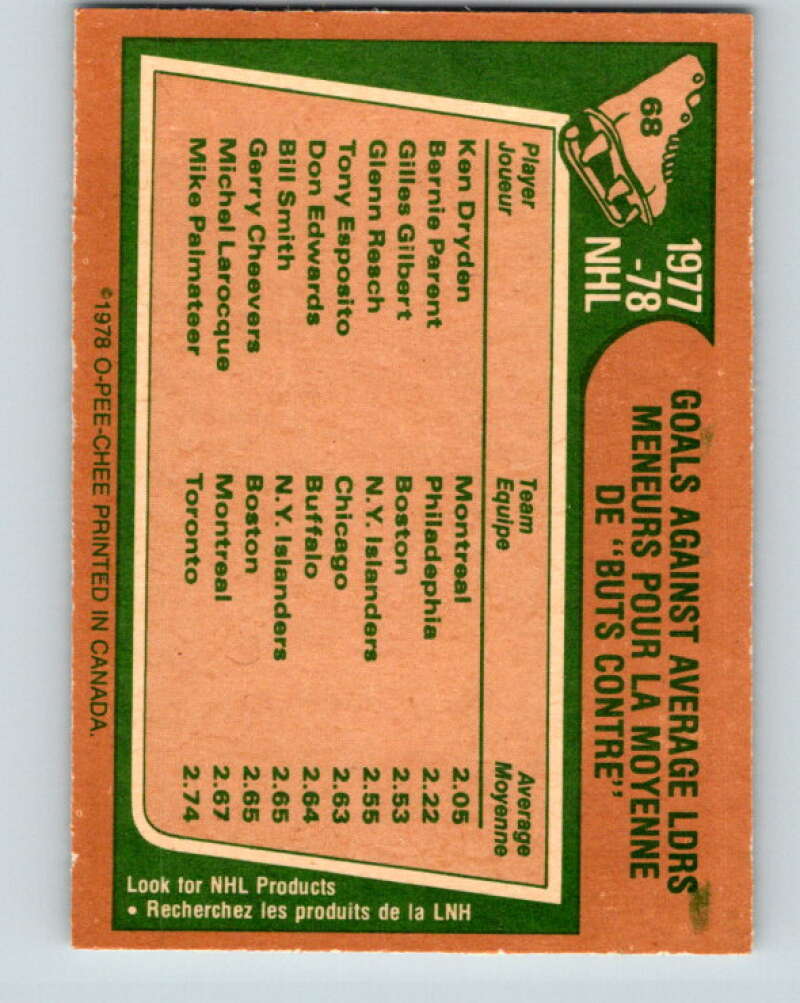 68
1977
-78
NHL
GOALS AGAINST AVERAGE LDRS
MENEURS POUR LA MOYENNE
DE "BUTS CONTRE"
Player Team Average
Joueur Equipe Moyenne
Ken Dryden Montreal 2.05
Bernie Parent Philadephia 2.22
Gilles Gilbert Boston 2.53
Glenn Resch N.Y. Islanders 2.55
Tony Esposito Chicago 2.63
Don Edwards Buffalo 2.64
Bill Smith N.Y. Islanders 2.65
Gerry Cheevers Boston 2.65
Michel Larocque Montreal 2.67
Mike Palmateer Toronto 2.74
©1978 O-PEE-CHEE PRINTED IN CANADA.
Look for NHL Products
• Recherchez les produits de la LNH